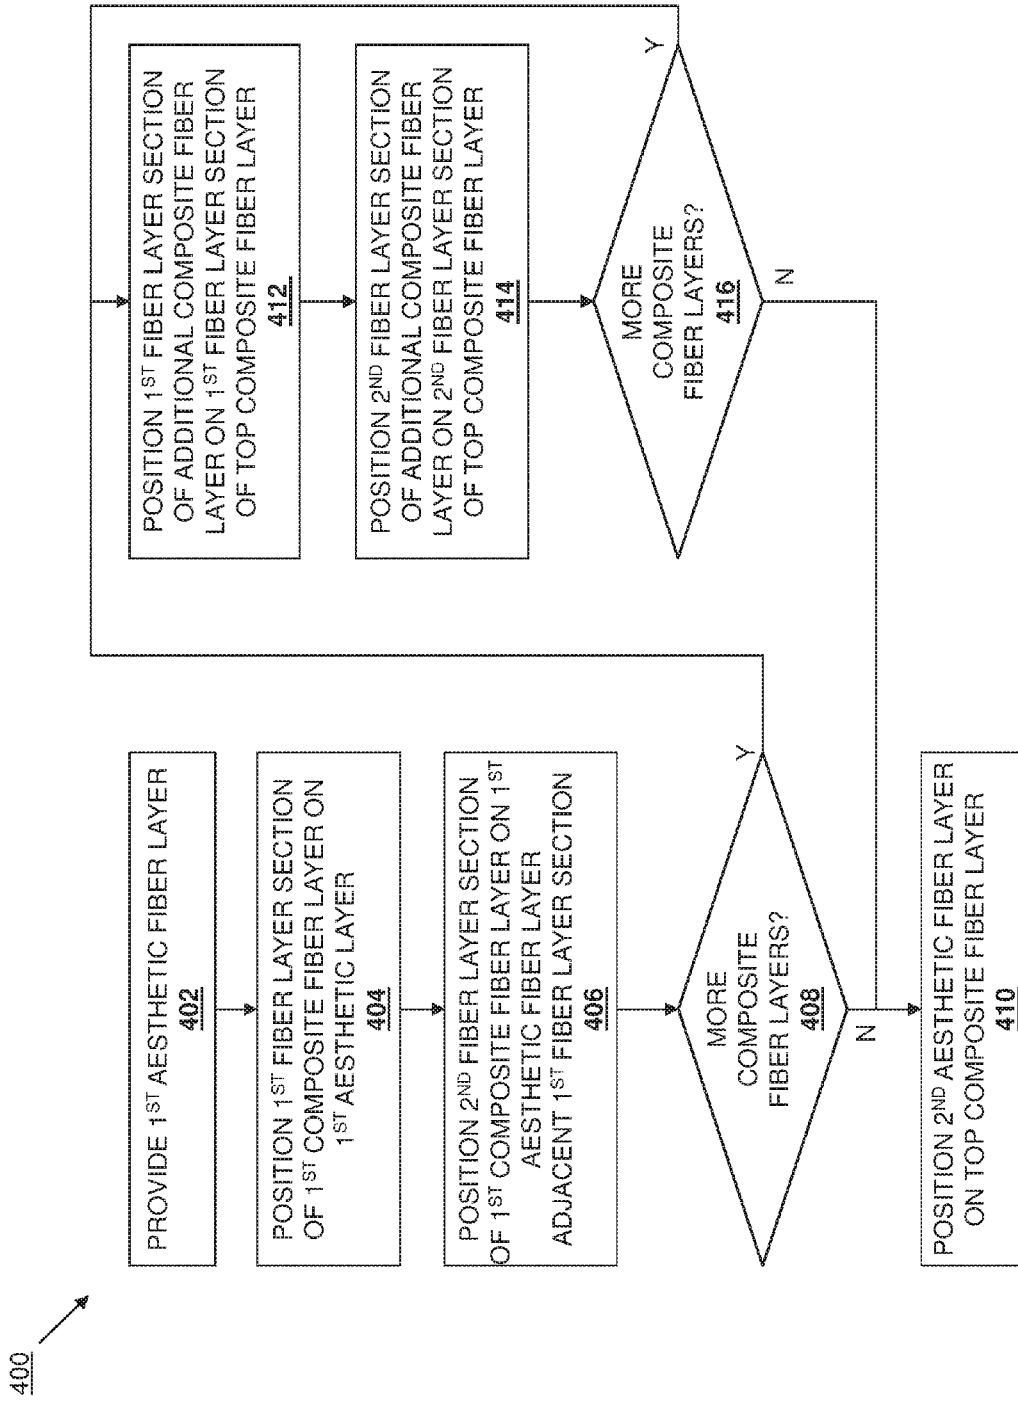 400
PROVIDE 1ST AESTHETIC FIBER LAYER
402
POSITION 1ST FIBER LAYER SECTION
OF 1ST COMPOSITE FIBER LAYER ON
1ST AESTHETIC LAYER
404
POSITION 2ND FIBER LAYER SECTION
OF 1ST COMPOSITE FIBER LAYER ON 1ST
AESTHETIC FIBER LAYER
ADJACENT 1ST FIBER LAYER SECTION
406
MORE
COMPOSITE
FIBER LAYERS?
408
Y
N
POSITION 2ND AESTHETIC FIBER LAYER
ON TOP COMPOSITE FIBER LAYER
410
POSITION 1ST FIBER LAYER SECTION
OF ADDITIONAL COMPOSITE FIBER
LAYER ON 1ST FIBER LAYER SECTION
OF TOP COMPOSITE FIBER LAYER
412
POSITION 2ND FIBER LAYER SECTION
OF ADDITIONAL COMPOSITE FIBER
LAYER ON 2ND FIBER LAYER SECTION
OF TOP COMPOSITE FIBER LAYER
414
MORE
COMPOSITE
FIBER LAYERS?
416
Y
N